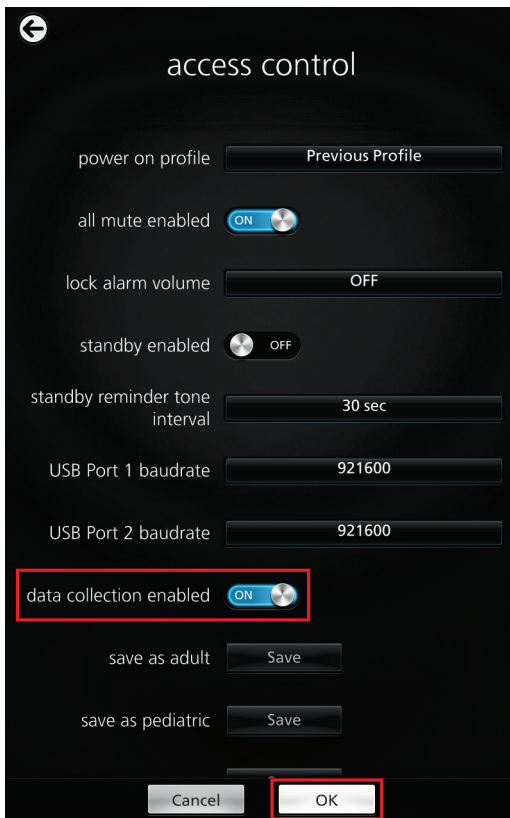 access control
power on profile Previous Profile
all mute enabled ON
lock alarm volume OFF
standby enabled OFF
standby reminder tone
interval 30 sec
USB Port 1 baudrate 921600
USB Port 2 baudrate 921600
data collection enabled ON
save as adult Save
save as pediatric Save
Cancel OK